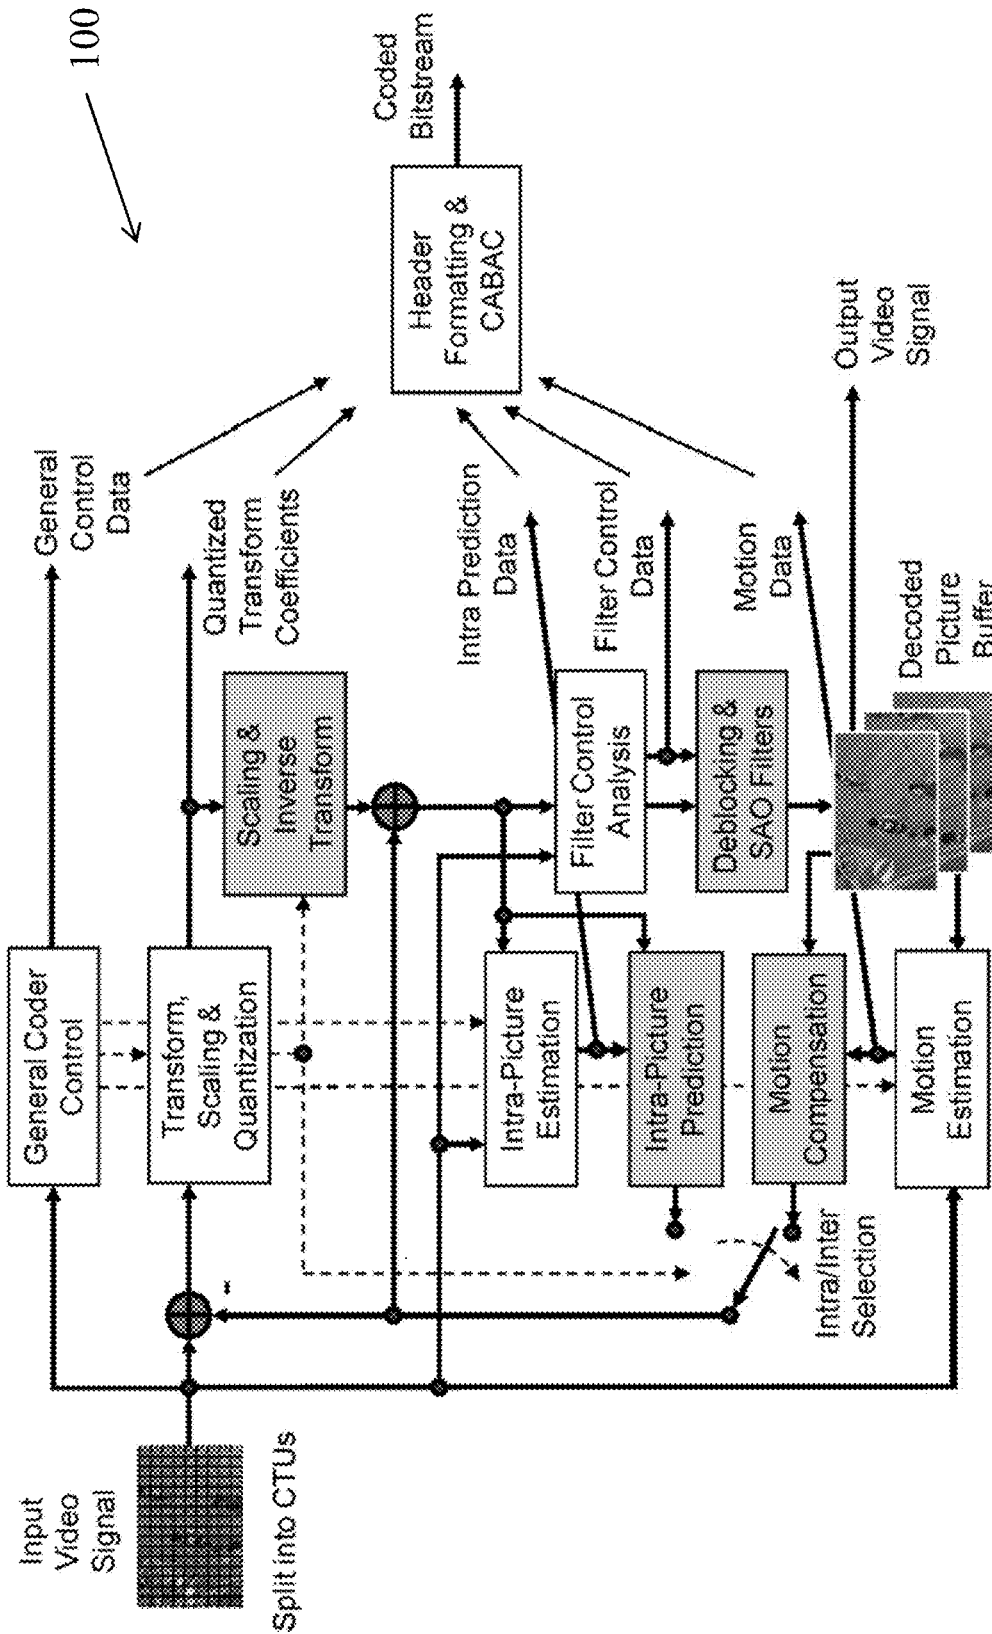 100
Input
Video
Signal
Split into CTUs
General Coder
Control
General
Control
Data
Transform,
Scaling &
Quantization
Quantized
Transform
Coefficients
Scaling &
Inverse
Transform
Header
Formatting &
CABAC
Coded
Bitstream
Intra-Picture
Estimation
Intra Prediction
Data
Filter Control
Analysis
Filter Control
Data
Intra-Picture
Prediction
Deblocking &
SAO Filters
Motion
Compensation
Motion
Data
Intra/Inter
Selection
Motion
Estimation
Output
Video
Signal
Decoded
Picture
Buffer